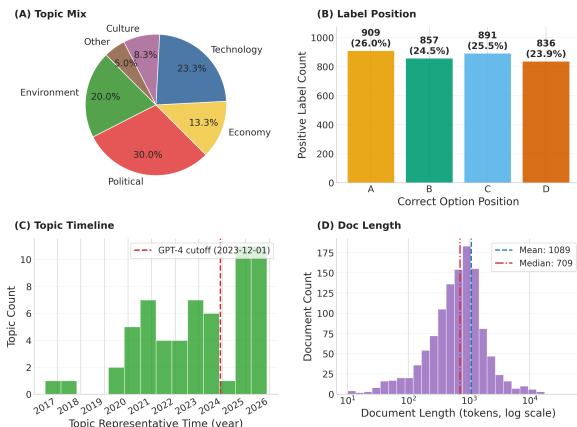 (A) Topic Mix
Culture
Other
Technology
8.3%
5.0%
23.3%
Environment
20.0%
13.3%
Economy
30.0%
Political
(B) Label Position
909
(26.0%)
857
(24.5%)
891
(25.5%)
836
(23.9%)
1000
800
600
400
200
0
Positive Label Count
A B C D
Correct Option Position
(C) Topic Timeline
GPT-4 cutoff (2023-12-01)
10
8
6
4
2
0
Topic Count
2017 2018 2019 2020 2021 2022 2023 2024 2025 2026
Topic Representative Time (year)
(D) Doc Length
Mean: 1089
Median: 709
175
150
125
100
75
50
25
0
Document Count
10¹ 10² 10³ 10⁴
Document Length (tokens, log scale)